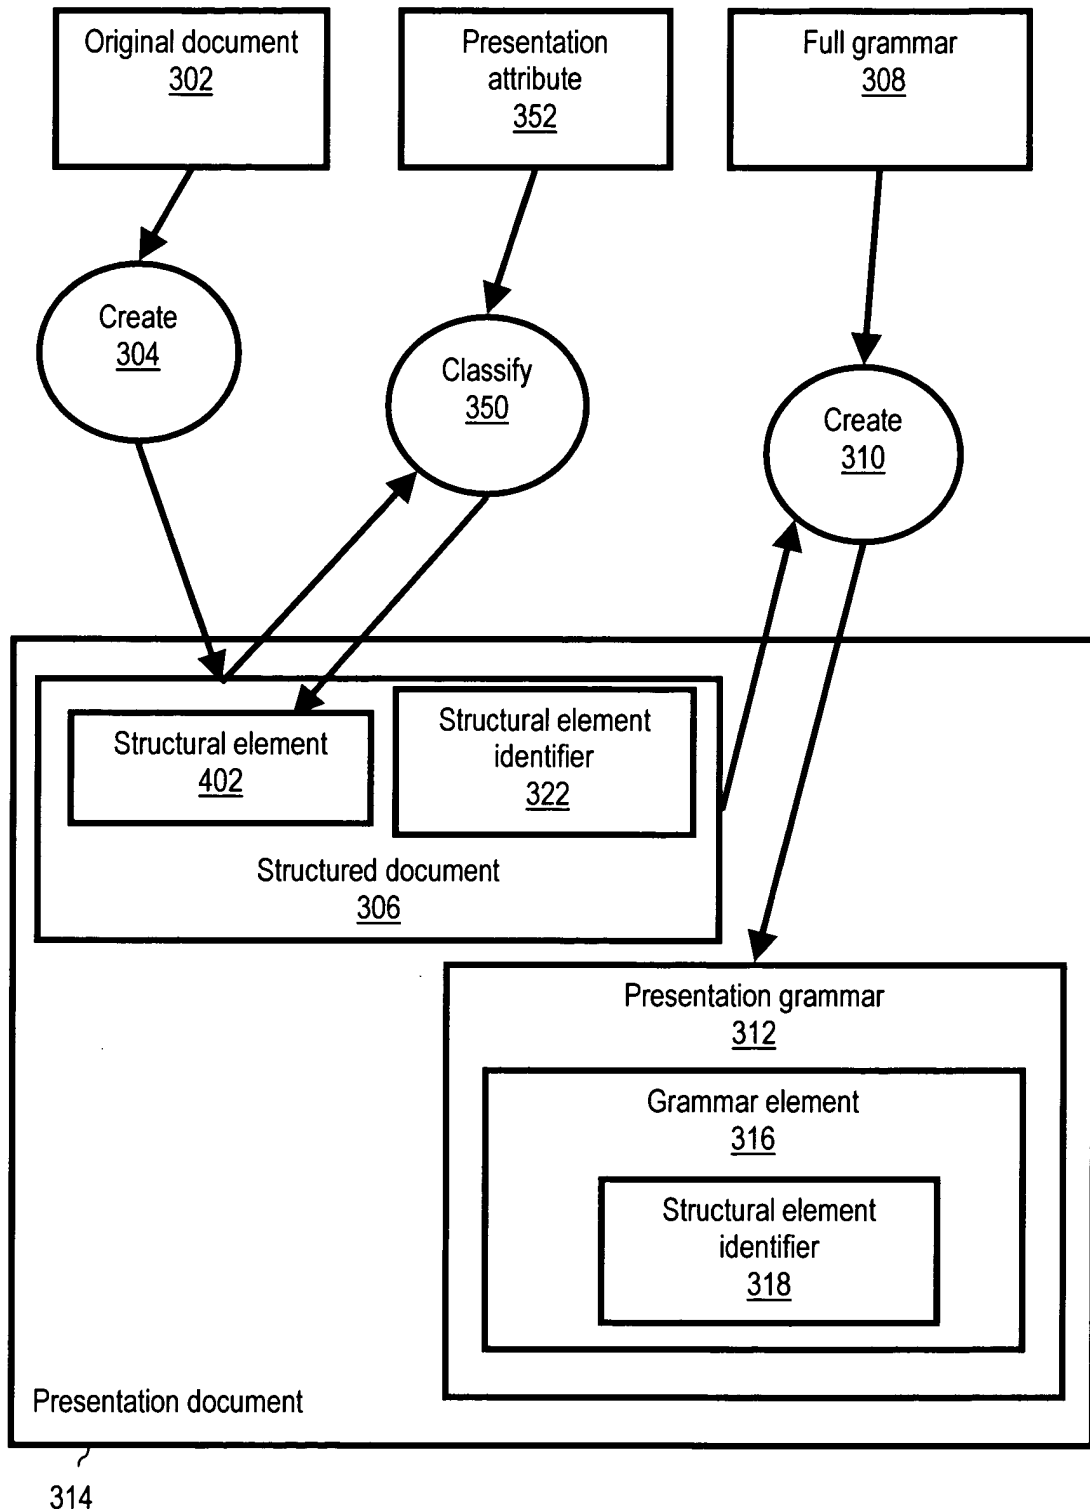 Original document
302
Presentation
attribute
352
Full grammar
308
Create
304
Classify
350
Create
310
Structural element
402
Structural element
identifier
322
Structured document
306
Presentation grammar
312
Grammar element
316
Structural element
identifier
318
Presentation document
314